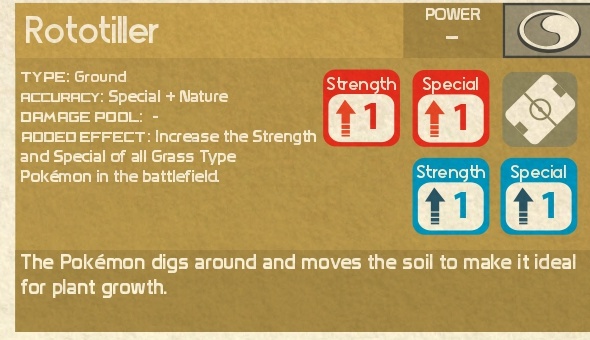 Rototiller
POWER
–
TYPE: Ground
ACCURACY: Special + Nature
DAMAGE POOL: -
ADDED EFFECT: Increase the Strength
and Special of all Grass Type
Pokémon in the battlefield.
Strength
1
Special
1
Strength
1
Special
1
The Pokémon digs around and moves the soil to make it ideal
for plant growth.